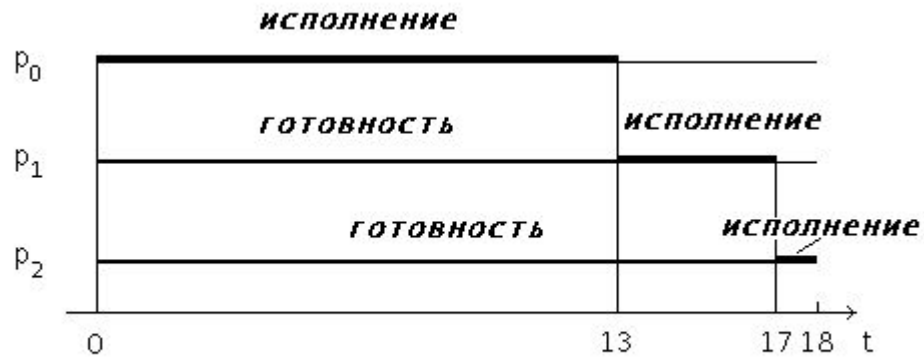 исполнение
p0
готовность исполнение
p1
готовность исполнение
p2
0 13 17 18 t